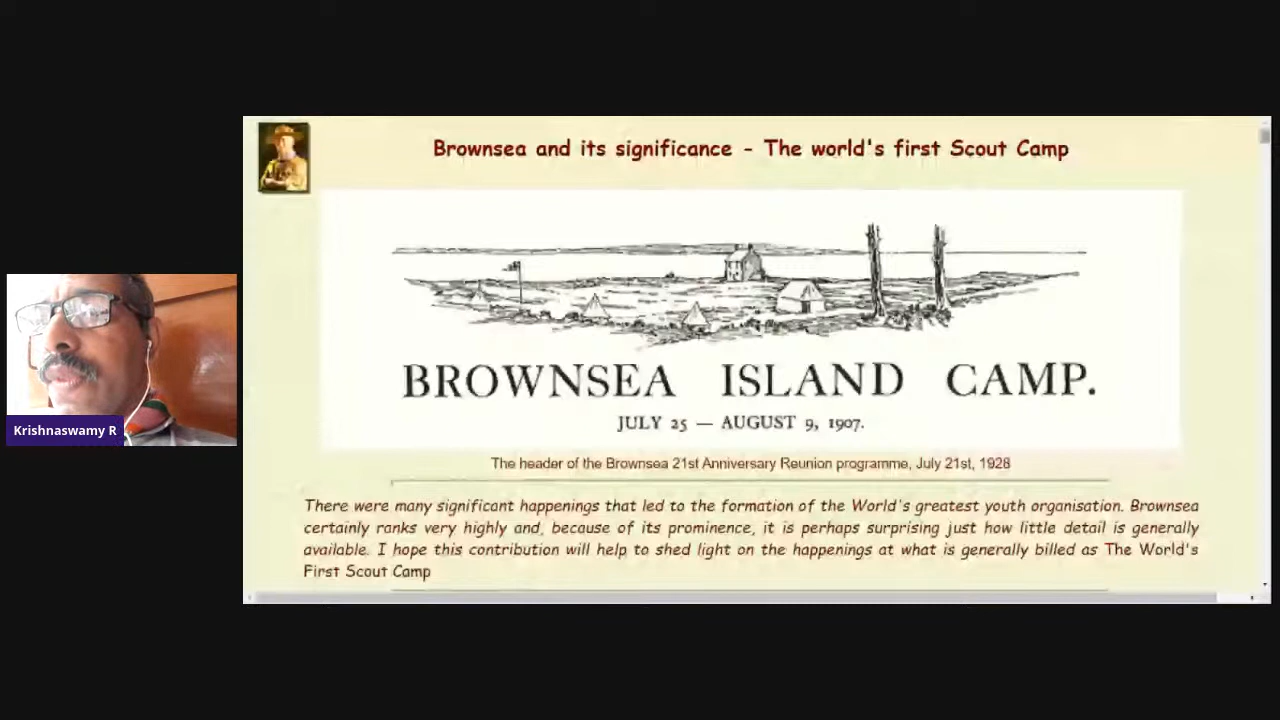 Brownsea and its significance - The world's first Scout Camp
BROWNSEA ISLAND CAMP.
JULY 25 — AUGUST 9, 1907.
The header of the Brownsea 21st Anniversary Reunion programme, July 21st, 1928
There were many significant happenings that led to the formation of the World's greatest youth organisation. Brownsea
certainly ranks very highly and, because of its prominence, it is perhaps surprising just how little detail is generally
available. I hope this contribution will help to shed light on the happenings at what is generally billed as The World's
First Scout Camp
Krishnaswamy R